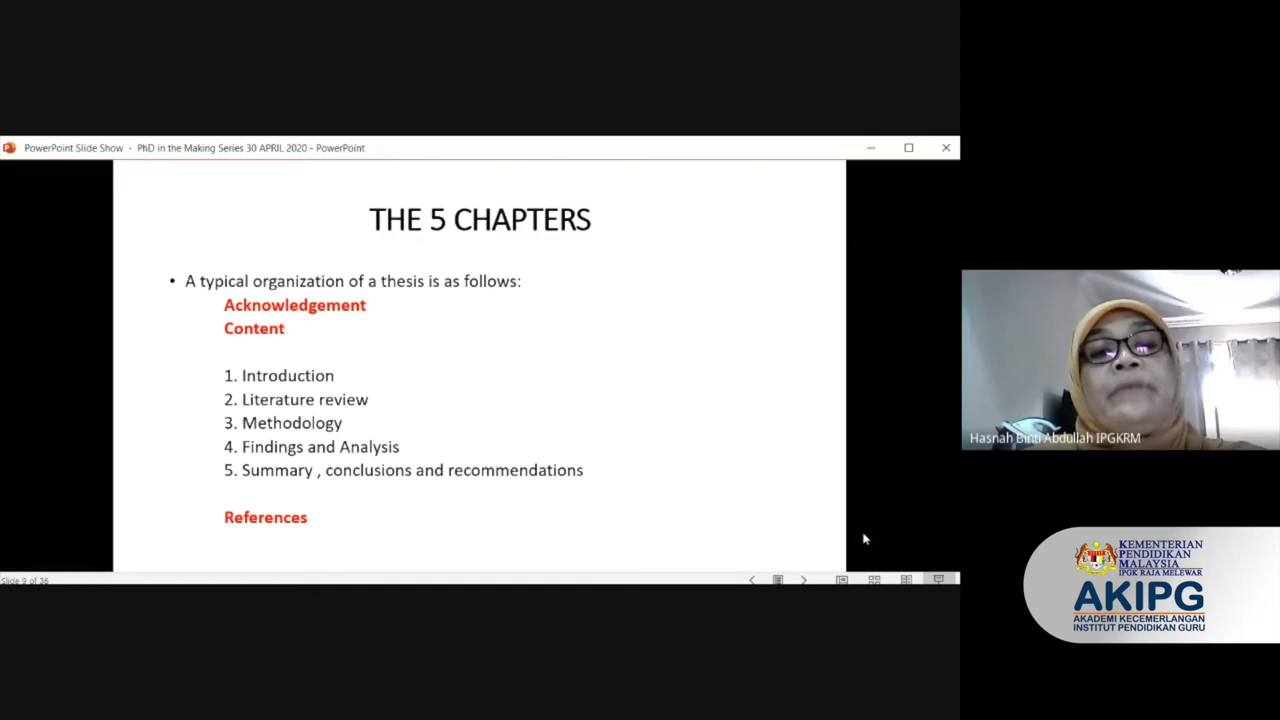 PowerPoint Slide Show - PhD in the Making Series 30 APRIL 2020 - PowerPoint
THE 5 CHAPTERS
• A typical organization of a thesis is as follows:
Acknowledgement
Content
1. Introduction
2. Literature review
3. Methodology
4. Findings and Analysis
5. Summary , conclusions and recommendations
References
Slide 9 of 36
Hasnah Binti Abdullah IPGKRM
KEMENTERIAN
PENDIDIKAN
MALAYSIA
IPGK RAJA MELEWAR
AKIPG
AKADEMI KECEMERLANGAN
INSTITUT PENDIDIKAN GURU